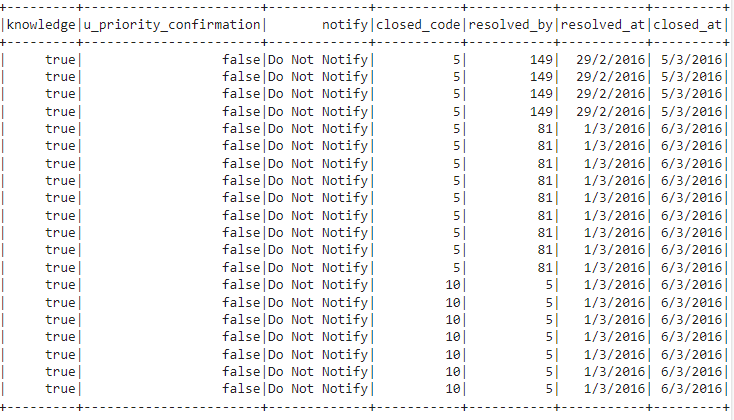 +---------+-----------------------+-------------+-----------+-----------+-----------+---------+
|knowledge|u_priority_confirmation|       notify|closed_code|resolved_by|resolved_at|closed_at|
+---------+-----------------------+-------------+-----------+-----------+-----------+---------+
|     true|                  false|Do Not Notify|          5|        149|  29/2/2016| 5/3/2016|
|     true|                  false|Do Not Notify|          5|        149|  29/2/2016| 5/3/2016|
|     true|                  false|Do Not Notify|          5|        149|  29/2/2016| 5/3/2016|
|     true|                  false|Do Not Notify|          5|        149|  29/2/2016| 5/3/2016|
|     true|                  false|Do Not Notify|          5|         81|   1/3/2016| 6/3/2016|
|     true|                  false|Do Not Notify|          5|         81|   1/3/2016| 6/3/2016|
|     true|                  false|Do Not Notify|          5|         81|   1/3/2016| 6/3/2016|
|     true|                  false|Do Not Notify|          5|         81|   1/3/2016| 6/3/2016|
|     true|                  false|Do Not Notify|          5|         81|   1/3/2016| 6/3/2016|
|     true|                  false|Do Not Notify|          5|         81|   1/3/2016| 6/3/2016|
|     true|                  false|Do Not Notify|          5|         81|   1/3/2016| 6/3/2016|
|     true|                  false|Do Not Notify|          5|         81|   1/3/2016| 6/3/2016|
|     true|                  false|Do Not Notify|          5|         81|   1/3/2016| 6/3/2016|
|     true|                  false|Do Not Notify|         10|          5|   1/3/2016| 6/3/2016|
|     true|                  false|Do Not Notify|         10|          5|   1/3/2016| 6/3/2016|
|     true|                  false|Do Not Notify|         10|          5|   1/3/2016| 6/3/2016|
|     true|                  false|Do Not Notify|         10|          5|   1/3/2016| 6/3/2016|
|     true|                  false|Do Not Notify|         10|          5|   1/3/2016| 6/3/2016|
|     true|                  false|Do Not Notify|         10|          5|   1/3/2016| 6/3/2016|
|     true|                  false|Do Not Notify|         10|          5|   1/3/2016| 6/3/2016|
+---------+-----------------------+-------------+-----------+-----------+-----------+---------+